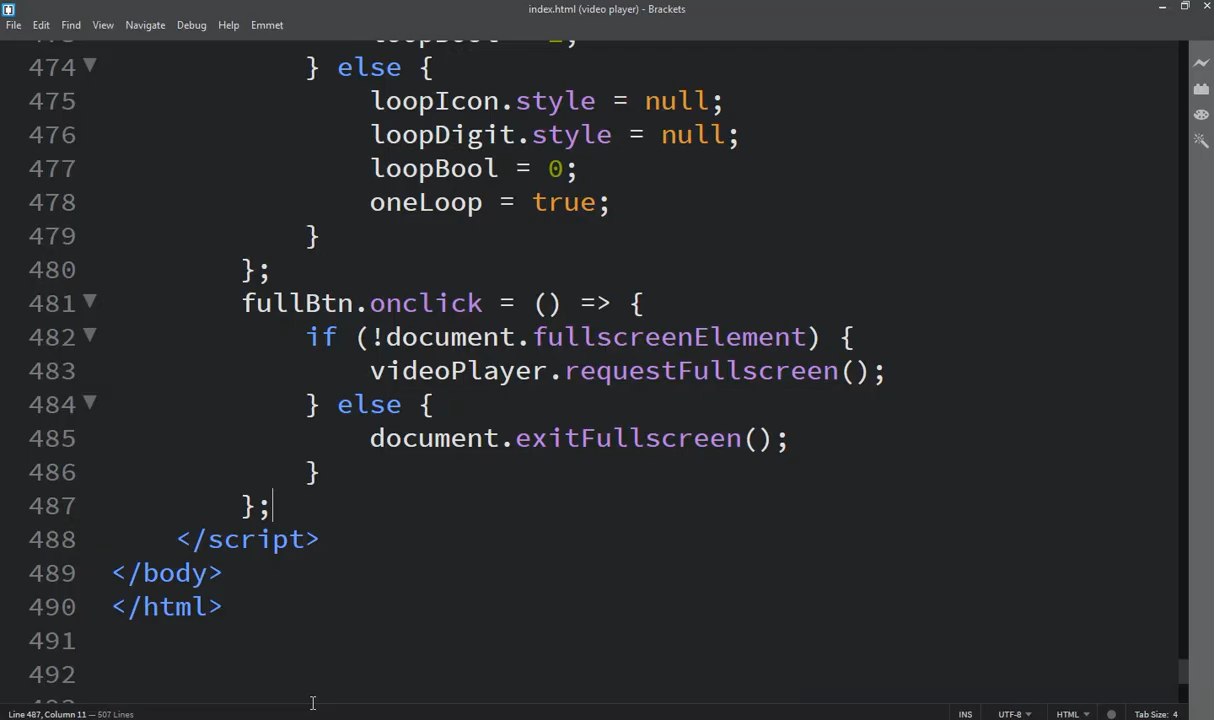 index.html (video player) - Brackets
File Edit Find View Navigate Debug Help Emmet
474 } else {
475 loopIcon.style = null;
476 loopDigit.style = null;
477 loopBool = 0;
478 oneLoop = true;
479 }
480 };
481 fullBtn.onclick = () => {
482 if (!document.fullscreenElement) {
483 videoPlayer.requestFullscreen();
484 } else {
485 document.exitFullscreen();
486 }
487 };
488 </script>
489 </body>
490 </html>
491
492
Line 487, Column 11 — 507 Lines INS UTF-8 HTML Tab Size: 4